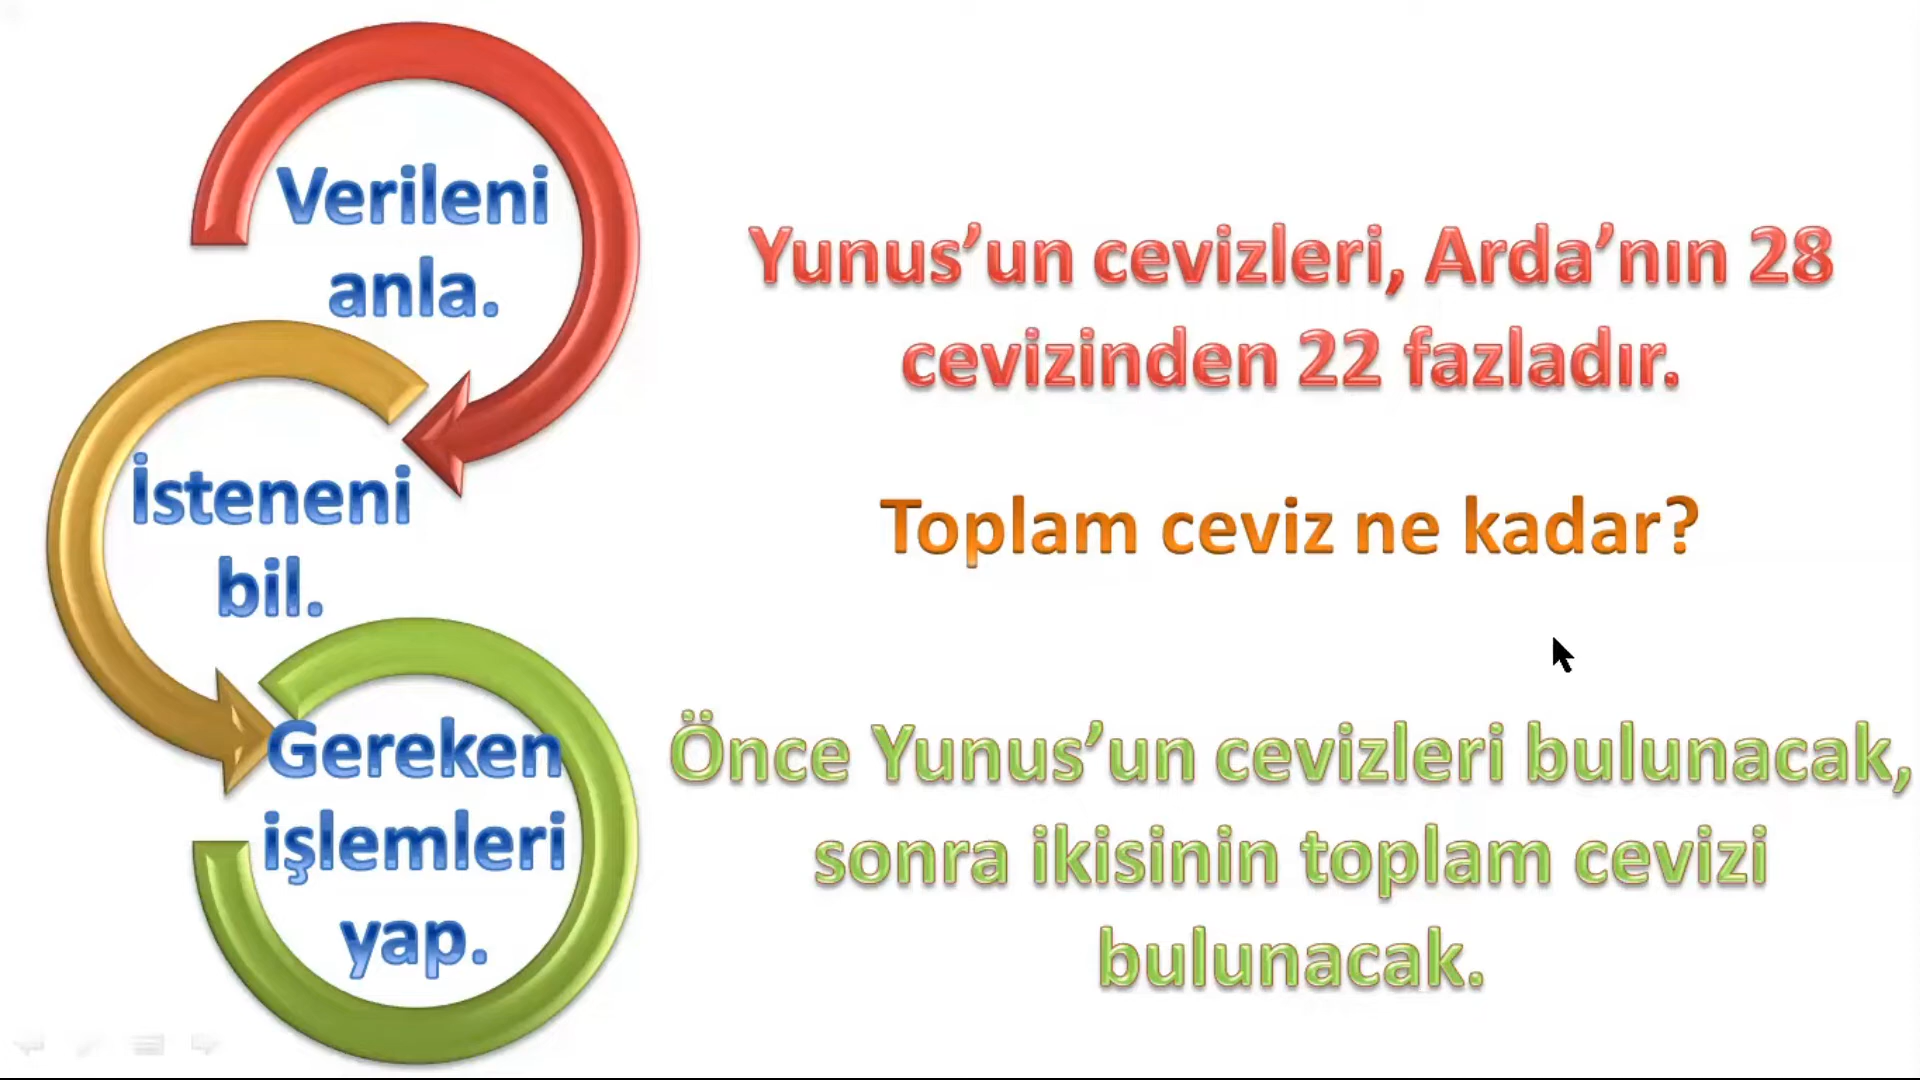 Verileni
anla.
Yunus’un cevizleri, Arda’nın 28
cevizinden 22 fazladır.
İsteneni
bil.
Toplam ceviz ne kadar?
Gereken
işlemleri
yap.
Önce Yunus’un cevizleri bulunacak,
sonra ikisinin toplam cevizi
bulunacak.